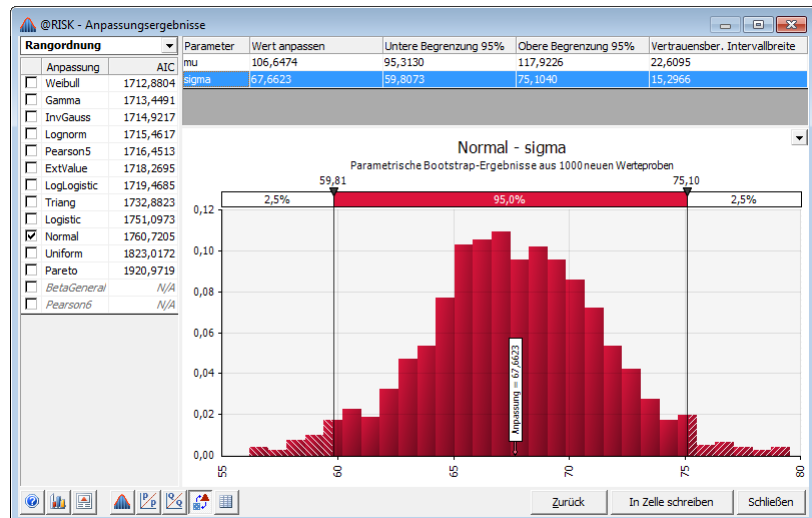 @RISK - Anpassungsergebnisse
Rangordnung
Anpassung AIC
Weibull 1712,8804
Gamma 1713,4491
InvGauss 1714,9217
Lognorm 1715,4617
Pearson5 1716,4513
ExtValue 1718,2695
LogLogistic 1719,4685
Triang 1732,8823
Logistic 1751,0973
Normal 1760,7205
Uniform 1823,0172
Pareto 1920,9719
BetaGeneral N/A
Pearson6 N/A
Parameter Wert anpassen Untere Begrenzung 95% Obere Begrenzung 95% Vertrauensber. Intervallbreite
mu 106,6474 95,3130 117,9226 22,6095
sigma 67,6623 59,8073 75,1040 15,2966
Normal - sigma
Parametrische Bootstrap-Ergebnisse aus 1000 neuen Werteproben
59,81 75,10
2,5% 95,0% 2,5%
0,12
0,10
0,08
0,06
0,04
0,02
0,00
Anpassung = 67,6623
55 60 65 70 75 80
P/P Q/Q
Zurück In Zelle schreiben Schließen